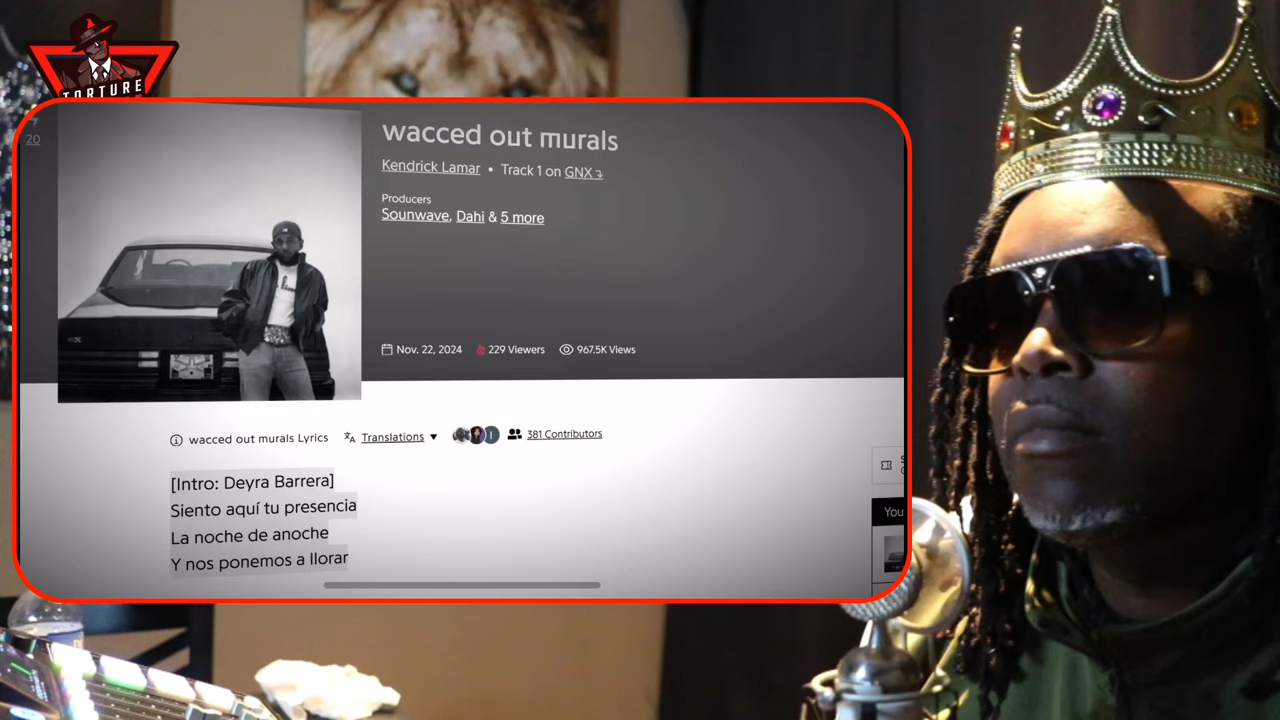 TORTURE
20
wacced out murals
Kendrick Lamar • Track 1 on GNX
Producers
Sounwave, Dahi & 5 more
Nov. 22, 2024 229 Viewers 967.5K Views
wacced out murals Lyrics Translations 381 Contributors
[Intro: Deyra Barrera]
Siento aquí tu presencia
La noche de anoche
Y nos ponemos a llorar
You